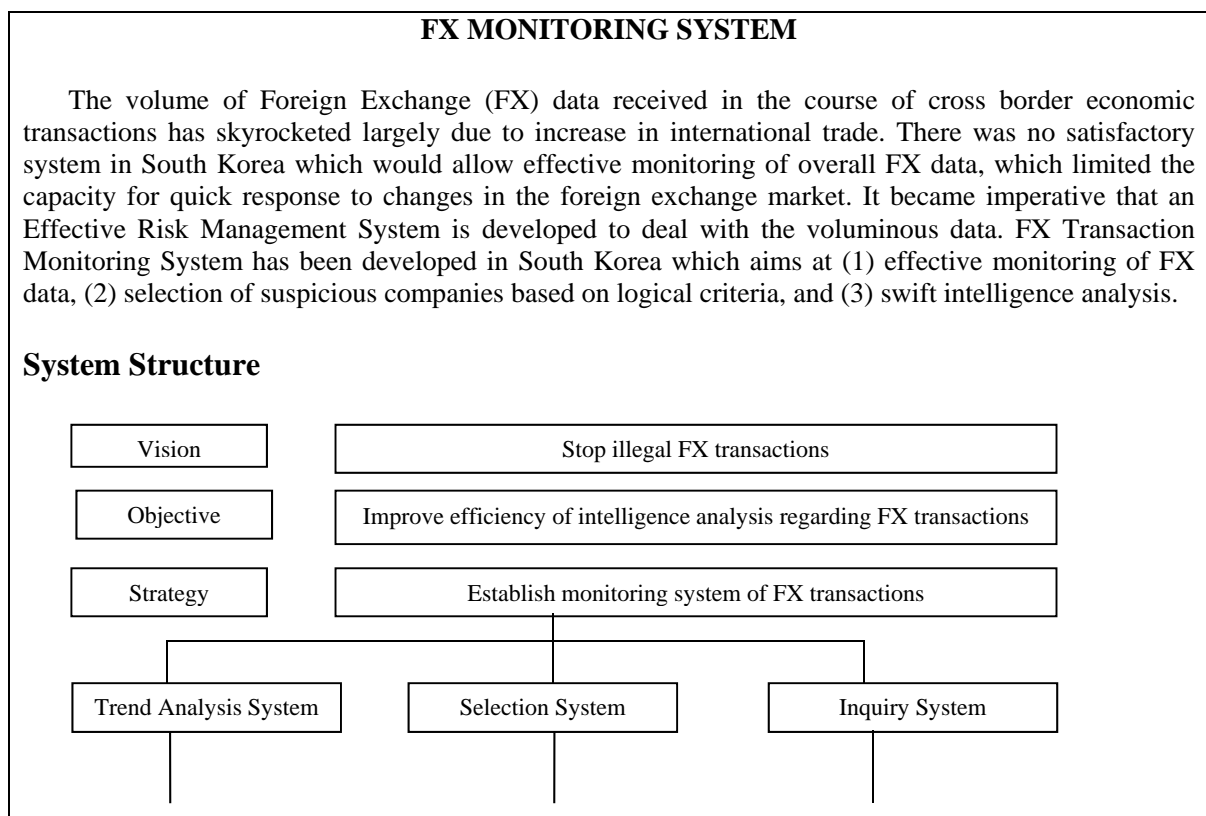 FX MONITORING SYSTEM
The volume of Foreign Exchange (FX) data received in the course of cross border economic
transactions has skyrocketed largely due to increase in international trade. There was no satisfactory
system in South Korea which would allow effective monitoring of overall FX data, which limited the
capacity for quick response to changes in the foreign exchange market. It became imperative that an
Effective Risk Management System is developed to deal with the voluminous data. FX Transaction
Monitoring System has been developed in South Korea which aims at (1) effective monitoring of FX
data, (2) selection of suspicious companies based on logical criteria, and (3) swift intelligence analysis.
System Structure
Vision
Stop illegal FX transactions
Objective
Improve efficiency of intelligence analysis regarding FX transactions
Strategy
Establish monitoring system of FX transactions
Trend Analysis System
Selection System
Inquiry System